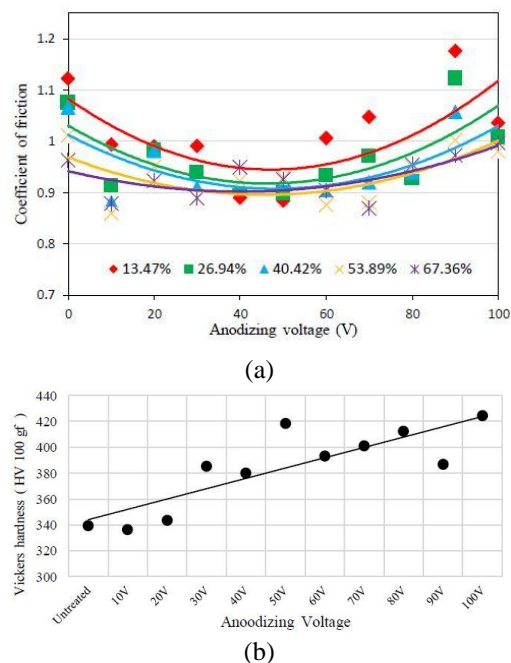 1.2
1.1
1
0.9
0.8
0.7
Coefficient of friction
13.47% 26.94% 40.42% 53.89% 67.36%
0 20 40 60 80 100
Anodizing voltage (V)
(a)
440
420
400
380
360
340
320
300
Vickers hardness ( HV 100 gf )
Untreated 10V 20V 30V 40V 50V 60V 70V 80V 90V 100V
Anoodizing Voltage
(b)